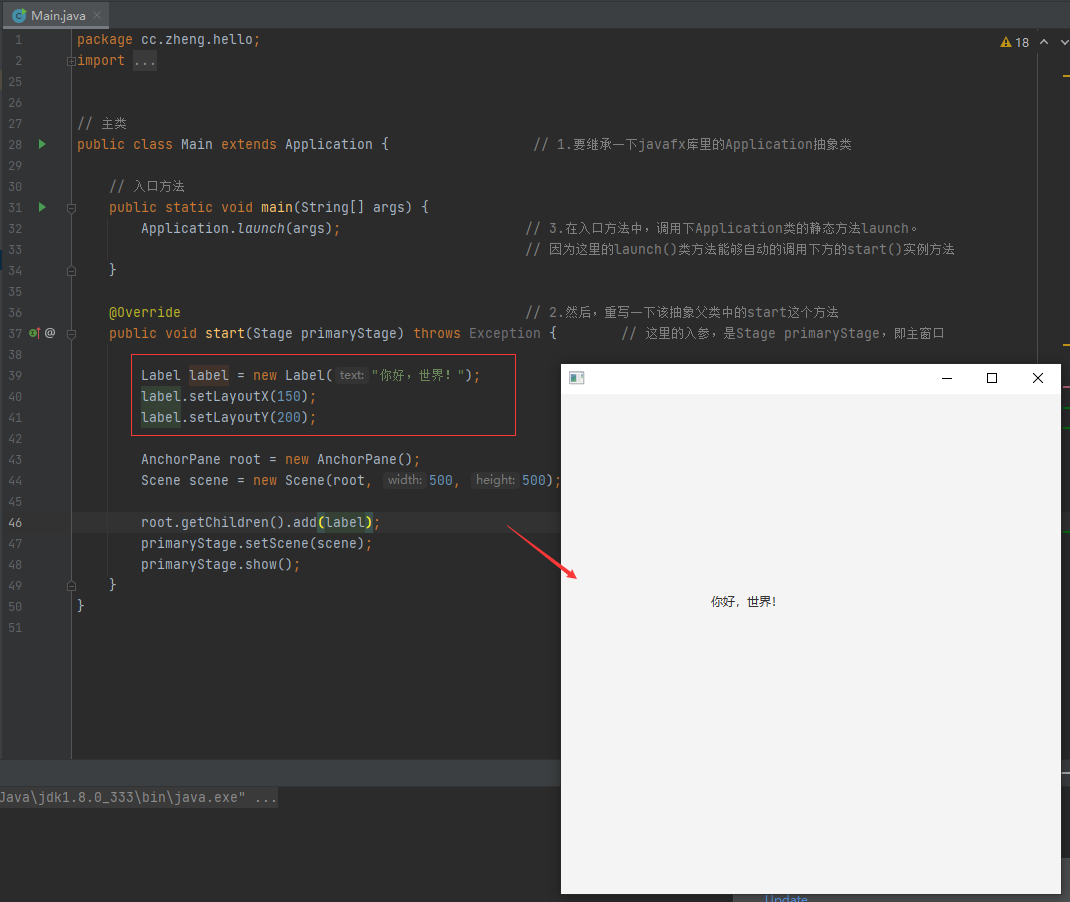 Main.java
18
1 package cc.zheng.hello;
2 import ...
25
26
27 // 主类
28 public class Main extends Application { // 1.要继承一下javafx库里的Application抽象类
29
30 // 入口方法
31 public static void main(String[] args) {
32 Application.launch(args); // 3.在入口方法中，调用下Application类的静态方法launch。
33 // 因为这里的launch()类方法能够自动的调用下方的start()实例方法
34 }
35
36 @Override // 2.然后，重写一下该抽象父类中的start这个方法
37 @ public void start(Stage primaryStage) throws Exception { // 这里的入参，是Stage primaryStage，即主窗口
38
39 Label label = new Label( text: "你好，世界！");
40 label.setLayoutX(150);
41 label.setLayoutY(200);
42
43 AnchorPane root = new AnchorPane();
44 Scene scene = new Scene(root, width: 500, height: 500);
45
46 root.getChildren().add(label);
47 primaryStage.setScene(scene);
48 primaryStage.show();
49 }
50 }
51
你好，世界！
Java\jdk1.8.0_333\bin\java.exe" ...
Update